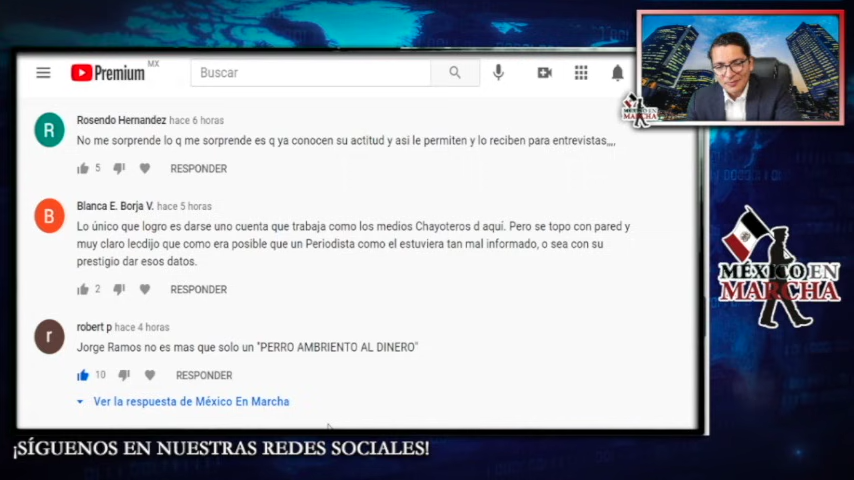 Premium MX
Buscar
Rosendo Hernandez hace 6 horas
No me sorprende lo q me sorprende es q ya conocen su actitud y asi le permiten y lo reciben para entrevistas,,,,
5 RESPONDER
Blanca E. Borja V. hace 5 horas
Lo único que logro es darse uno cuenta que trabaja como los medios Chayoteros d aquí. Pero se topo con pared y
muy claro lecdijo que como era posible que un Periodista como el estuviera tan mal informado, o sea con su
prestigio dar esos datos.
2 RESPONDER
robert p hace 4 horas
Jorge Ramos no es mas que solo un "PERRO AMBRIENTO AL DINERO"
10 RESPONDER
Ver la respuesta de México En Marcha
R
B
r
MÉXICO EN
MARCHA
MÉXICO EN
MARCHA
¡SÍGUENOS EN NUESTRAS REDES SOCIALES!